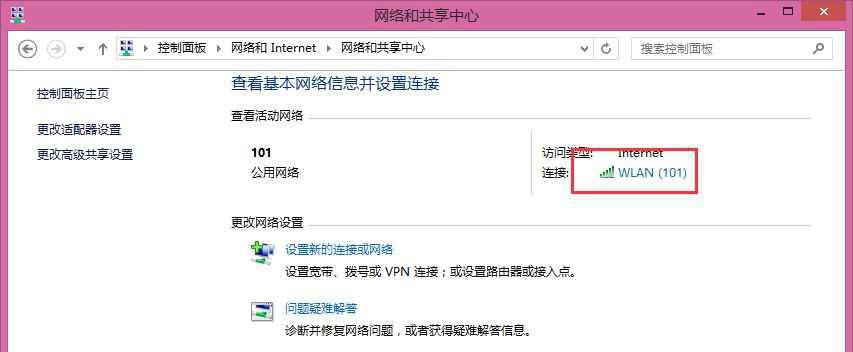 网络和共享中心
控制面板 网络和 Internet 网络和共享中心 搜索控制面板
控制面板主页
更改适配器设置
更改高级共享设置
查看基本网络信息并设置连接
查看活动网络
101
公用网络
访问类型: Internet
连接: WLAN (101)
更改网络设置
设置新的连接或网络
设置宽带、拨号或 VPN 连接；或设置路由器或接入点。
问题疑难解答
诊断并修复网络问题，或者获得疑难解答信息。